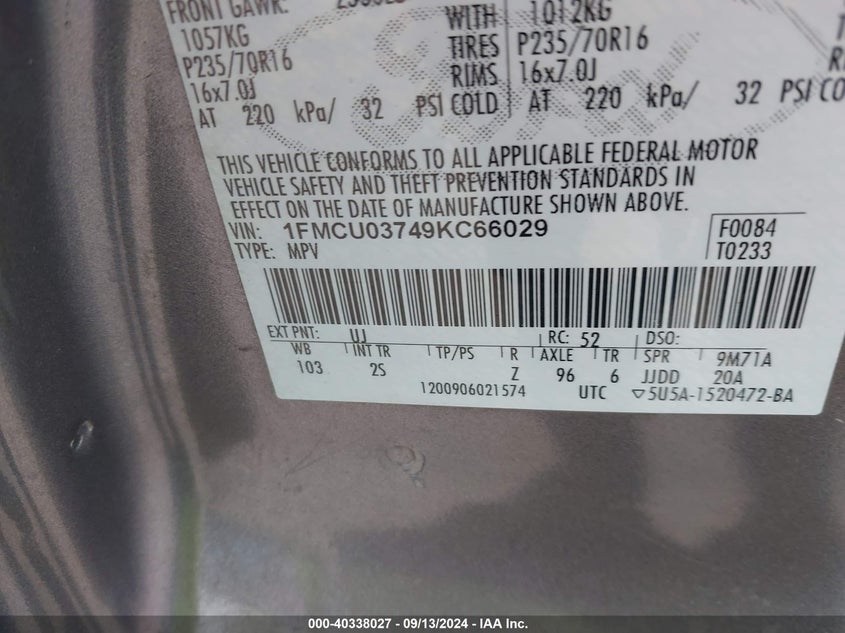 FRONT GAWR:
WITH 1012KG
1057KG TIRES P235/70R16
P235/70R16 RIMS 16x7.0J
16x7.0J AT 220 kPa/ 32 PSI CO
AT 220 kPa/ 32 PSI COLD
THIS VEHICLE CONFORMS TO ALL APPLICABLE FEDERAL MOTOR
VEHICLE SAFETY AND THEFT PREVENTION STANDARDS IN
EFFECT ON THE DATE OF MANUFACTURE SHOWN ABOVE.
VIN: 1FMCU03749KC66029 F0084
TYPE: MPV T0233
EXT PNT: UJ RC: 52 DSO:
WB INT TR TP/PS R AXLE TR SPR 9M71A
103 2S Z 96 6 JJDD 20A
1200906021574 UTC ▽5U5A-1520472-BA
000-40338027 - 09/13/2024 - IAA Inc.